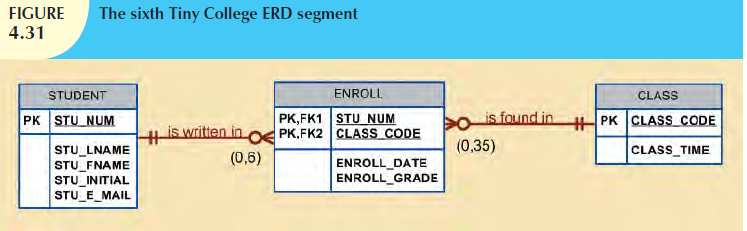 FIGURE 4.31
The sixth Tiny College ERD segment
STUDENT
PK STU_NUM
STU_LNAME
STU_FNAME
STU_INITIAL
STU_E_MAIL
is written in
(0,6)
ENROLL
PK,FK1 STU_NUM
PK,FK2 CLASS_CODE
ENROLL_DATE
ENROLL_GRADE
is found in
(0,35)
CLASS
PK CLASS_CODE
CLASS_TIME